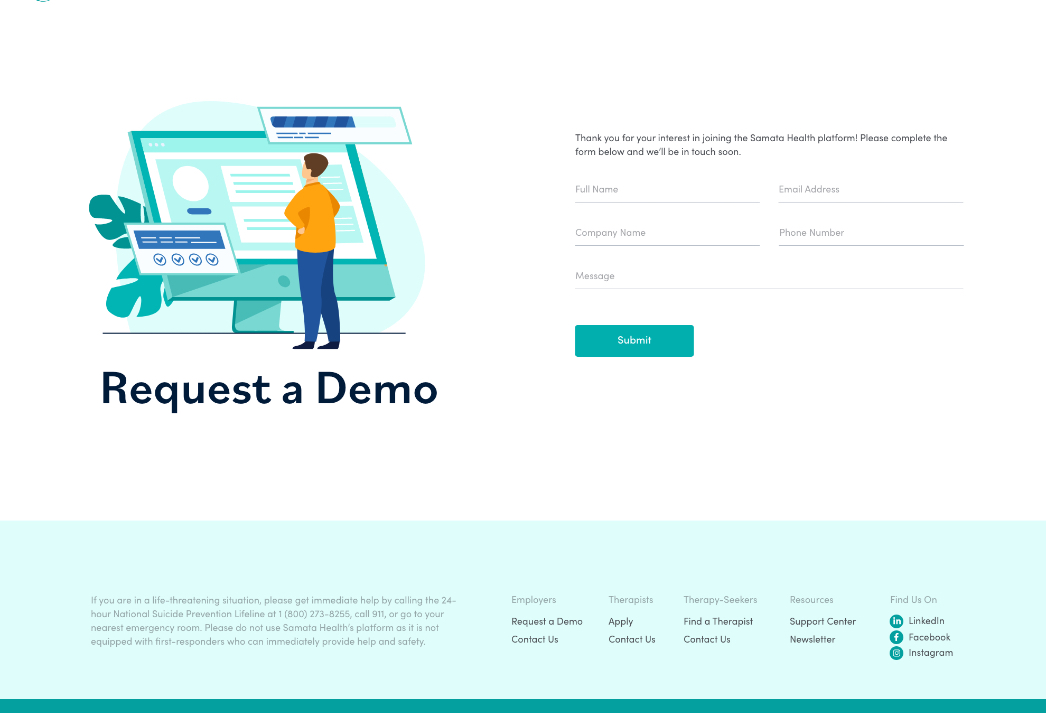 Thank you for your interest in joining the Samata Health platform! Please complete the
form below and we'll be in touch soon.
Full Name
Email Address
Company Name
Phone Number
Message
Submit
Request a Demo
If you are in a life-threatening situation, please get immediate help by calling the 24-
hour National Suicide Prevention Lifeline at 1 (800) 273-8255, call 911, or go to your
nearest emergency room. Please do not use Samata Health's platform as it is not
equipped with first-responders who can immediately provide help and safety.
Employers
Request a Demo
Contact Us
Therapists
Apply
Contact Us
Therapy-Seekers
Find a Therapist
Contact Us
Resources
Support Center
Newsletter
Find Us On
in LinkedIn
f Facebook
Instagram